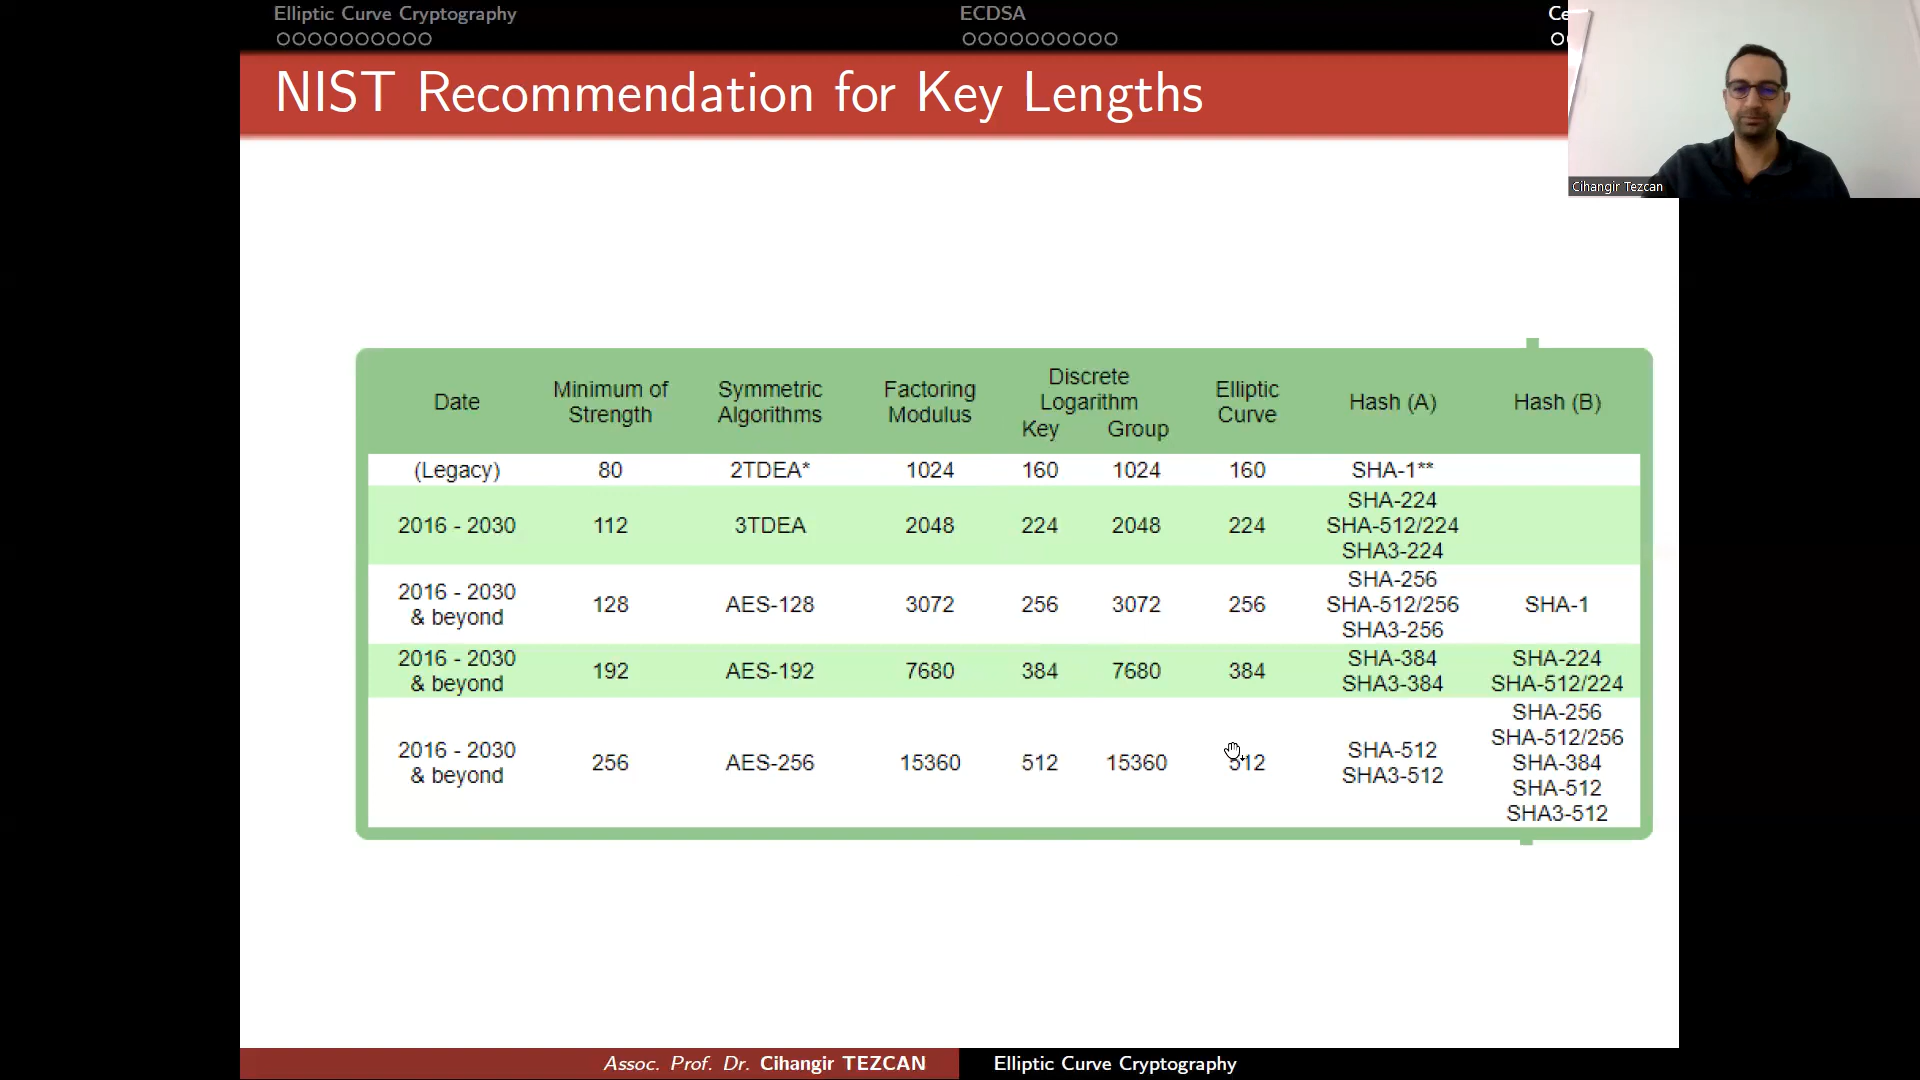 Elliptic Curve Cryptography
ECDSA
Ce
NIST Recommendation for Key Lengths
Cihangir Tezcan
Date
Minimum of
Strength
Symmetric
Algorithms
Factoring
Modulus
Discrete
Logarithm
Key Group
Elliptic
Curve
Hash (A)
Hash (B)
(Legacy) 80 2TDEA* 1024 160 1024 160 SHA-1**
2016 - 2030 112 3TDEA 2048 224 2048 224
SHA-224
SHA-512/224
SHA3-224
2016 - 2030
& beyond
128 AES-128 3072 256 3072 256
SHA-256
SHA-512/256
SHA3-256
SHA-1
2016 - 2030
& beyond
192 AES-192 7680 384 7680 384
SHA-384
SHA3-384
SHA-224
SHA-512/224
2016 - 2030
& beyond
256 AES-256 15360 512 15360 512
SHA-512
SHA3-512
SHA-256
SHA-512/256
SHA-384
SHA-512
SHA3-512
Assoc. Prof. Dr. Cihangir TEZCAN
Elliptic Curve Cryptography